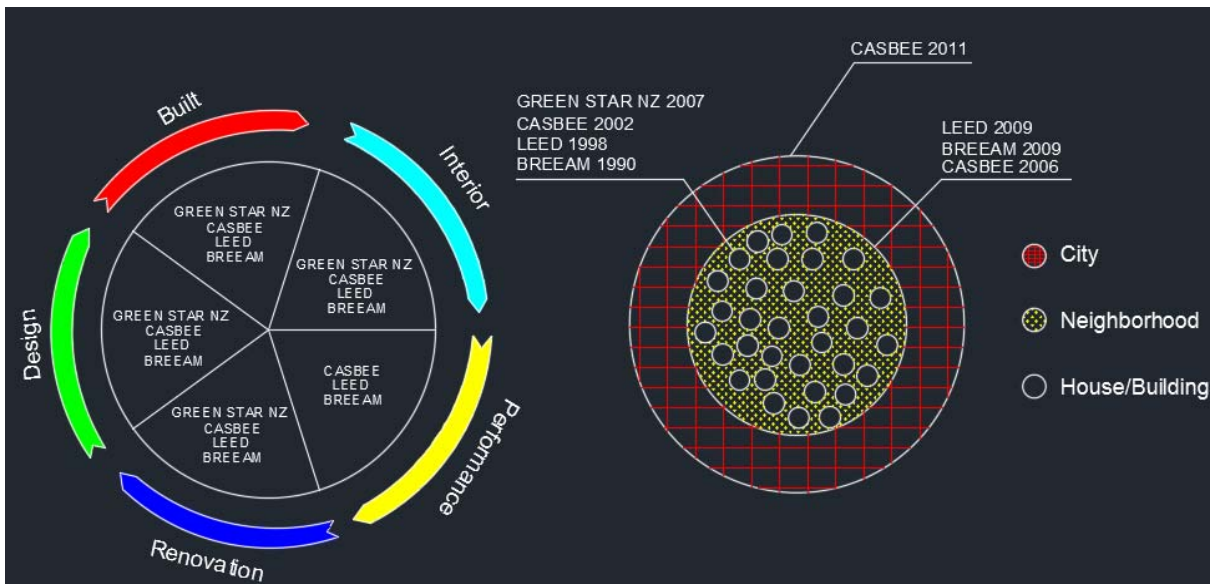 Built
Interior
Performance
Renovation
Design
GREEN STAR NZ
CASBEE
LEED
BREEAM
GREEN STAR NZ
CASBEE
LEED
BREEAM
CASBEE
LEED
BREEAM
GREEN STAR NZ
CASBEE
LEED
BREEAM
GREEN STAR NZ
CASBEE
LEED
BREEAM
CASBEE 2011
GREEN STAR NZ 2007
CASBEE 2002
LEED 1998
BREEAM 1990
LEED 2009
BREEAM 2009
CASBEE 2006
City
Neighborhood
House/Building